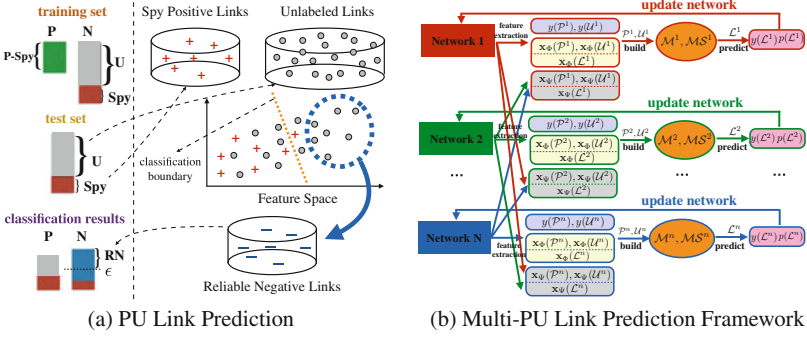 training set
P N
P-Spy
U
Spy
test set
U
Spy
classification results
P N
RN
ϵ
Spy Positive Links
Unlabeled Links
classification
boundary
Feature Space
Reliable Negative Links
(a) PU Link Prediction
update network
Network 1
feature
extraction
y(P¹), y(U¹)
x_Φ(P¹), x_Φ(U¹)
x_Φ(L¹)
x_Ψ(P¹), x_Ψ(U¹)
x_Ψ(L¹)
P¹, U¹
build
M¹, MS¹
L¹
predict
y(L¹) p(L¹)
update network
Network 2
feature
extraction
y(P²), y(U²)
x_Φ(P²), x_Φ(U²)
x_Φ(L²)
x_Ψ(P²), x_Ψ(U²)
x_Ψ(L²)
P², U²
build
M², MS²
L²
predict
y(L²) p(L²)
... ... ...
update network
Network N
feature
extraction
y(Pⁿ), y(Uⁿ)
x_Φ(Pⁿ), x_Φ(Uⁿ)
x_Φ(Lⁿ)
x_Ψ(Pⁿ), x_Ψ(Uⁿ)
x_Ψ(Lⁿ)
Pⁿ, Uⁿ
build
Mⁿ, MSⁿ
Lⁿ
predict
y(Lⁿ) p(Lⁿ)
(b) Multi-PU Link Prediction Framework